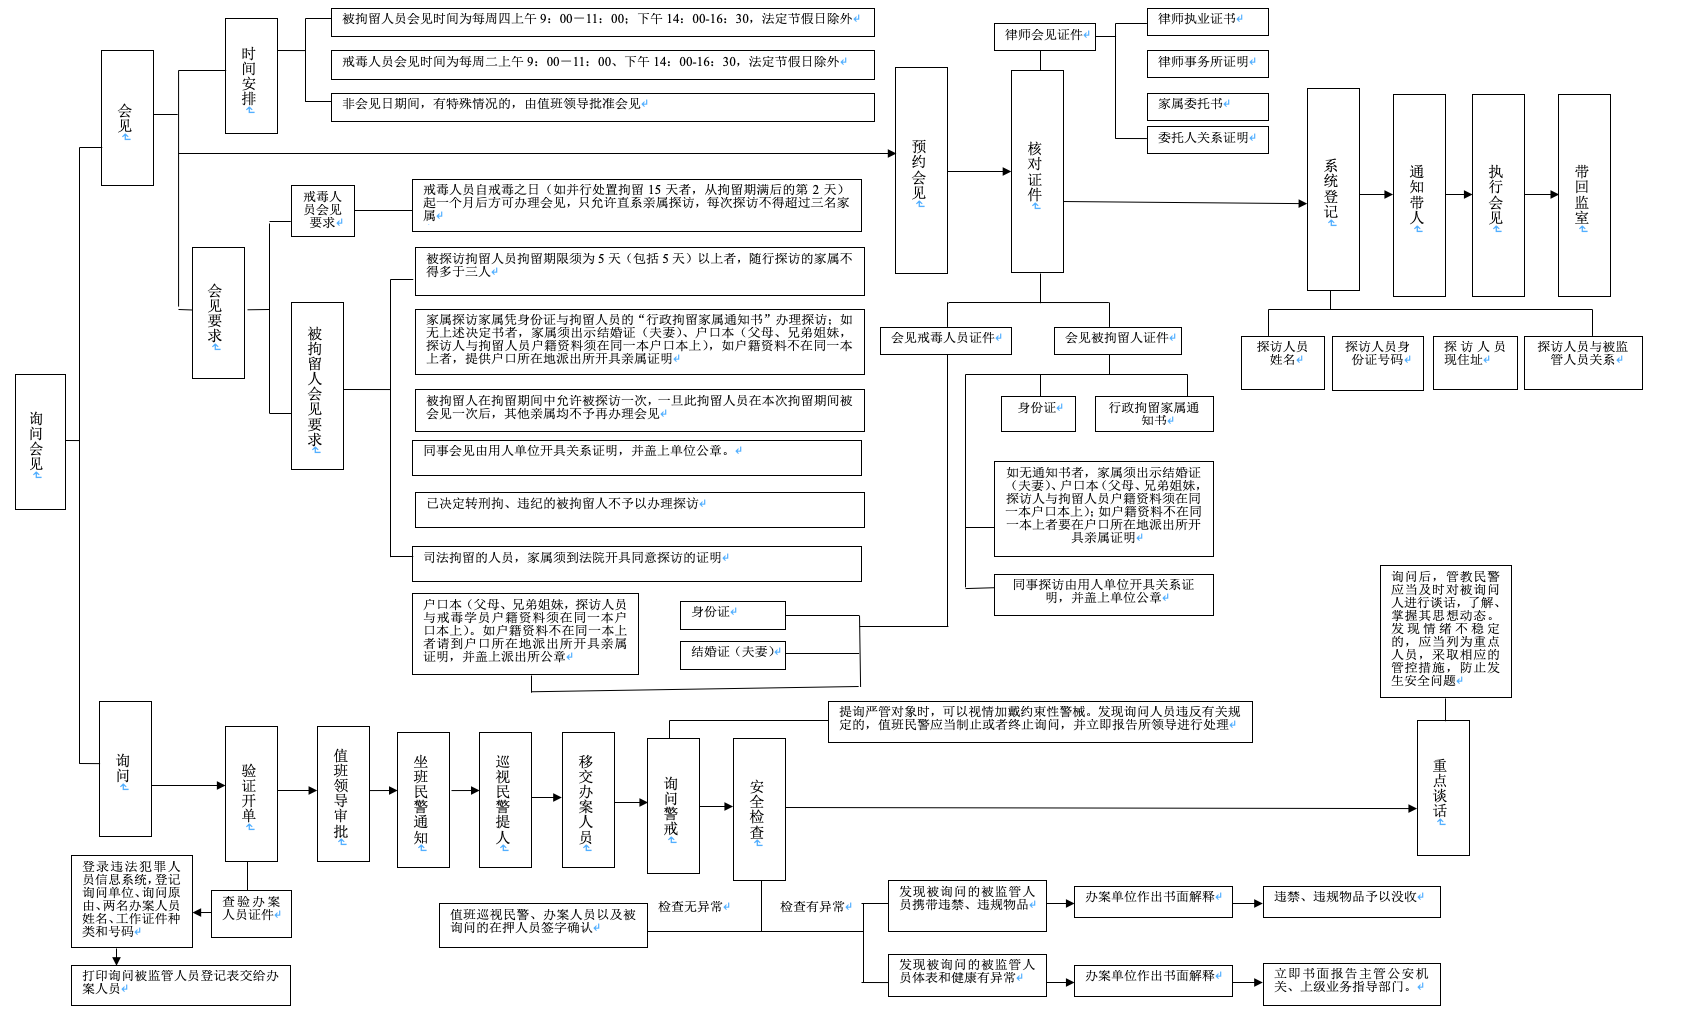 询问会见
会见
时间安排
被拘留人员会见时间为每周四上午9：00－11：00；下午14：00-16：30，法定节假日除外
戒毒人员会见时间为每周二上午9：00－11：00、下午14：00-16：30，法定节假日除外
非会见日期间，有特殊情况的，由值班领导批准会见
会见要求
戒毒人
员会见
要求
戒毒人员自戒毒之日（如并行处置拘留15天者，从拘留期满后的第2天）
起一个月后方可办理会见，只允许直系亲属探访，每次探访不得超过三名家
属
被拘留人会见要求
被探访拘留人员拘留期限须为5天（包括5天）以上者，随行探访的家属不
得多于三人
家属探访家属凭身份证与拘留人员的“行政拘留家属通知书”办理探访；如
无上述决定书者，家属须出示结婚证（夫妻）、户口本（父母、兄弟姐妹，
探访人与拘留人员户籍资料须在同一本户口本上），如户籍资料不在同一本
上者，提供户口所在地派出所开具亲属证明
被拘留人在拘留期间中允许被探访一次，一旦此拘留人员在本次拘留期间被
会见一次后，其他亲属均不予再办理会见
同事会见由用人单位开具关系证明，并盖上单位公章。
已决定转刑拘、违纪的被拘留人不予以办理探访
司法拘留的人员，家属须到法院开具同意探访的证明
预约会见
核对证件
律师会见证件
律师执业证书
律师事务所证明
家属委托书
委托人关系证明
会见戒毒人员证件
户口本（父母、兄弟姐妹，探访人员
与戒毒学员户籍资料须在同一本户
口本上）。如户籍资料不在同一本上
者请到户口所在地派出所开具亲属
证明，并盖上派出所公章
身份证
结婚证（夫妻）
会见被拘留人证件
身份证
行政拘留家属通
知书
如无通知书者，家属须出示结婚证
（夫妻）、户口本（父母、兄弟姐妹，
探访人与拘留人员户籍资料须在同
一本户口本上）；如户籍资料不在同
一本上者要在户口所在地派出所开
具亲属证明
同事探访由用人单位开具关系证
明，并盖上单位公章
系统登记
探访人员
姓名
探访人员身
份证号码
探访人员
现住址
探访人员与被监
管人员关系
通知带人
执行会见
带回监室
询问
验证开单
查验办案
人员证件
登录违法犯罪人
员信息系统，登记
询问单位、询问原
由、两名办案人员
姓名、工作证件种
类和号码
打印询问被监管人员登记表交给办
案人员
值班领导审批
坐班民警通知
巡视民警提人
移交办案人员
询问警戒
提询严管对象时，可以视情加戴约束性警械。发现询问人员违反有关规
定的，值班民警应当制止或者终止询问，并立即报告所领导进行处理
安全检查
检查无异常
值班巡视民警、办案人员以及被
询问的在押人员签字确认
检查有异常
发现被询问的被监管人
员携带违禁、违规物品
办案单位作出书面解释
违禁、违规物品予以没收
发现被询问的被监管人
员体表和健康有异常
办案单位作出书面解释
立即书面报告主管公安机
关、上级业务指导部门。
重点谈话
询问后，管教民警
应当及时对被询问
人进行谈话，了解、
掌握其思想动态。
发现情绪不稳定
的，应当列为重点
人员，采取相应的
管控措施，防止发
生安全问题